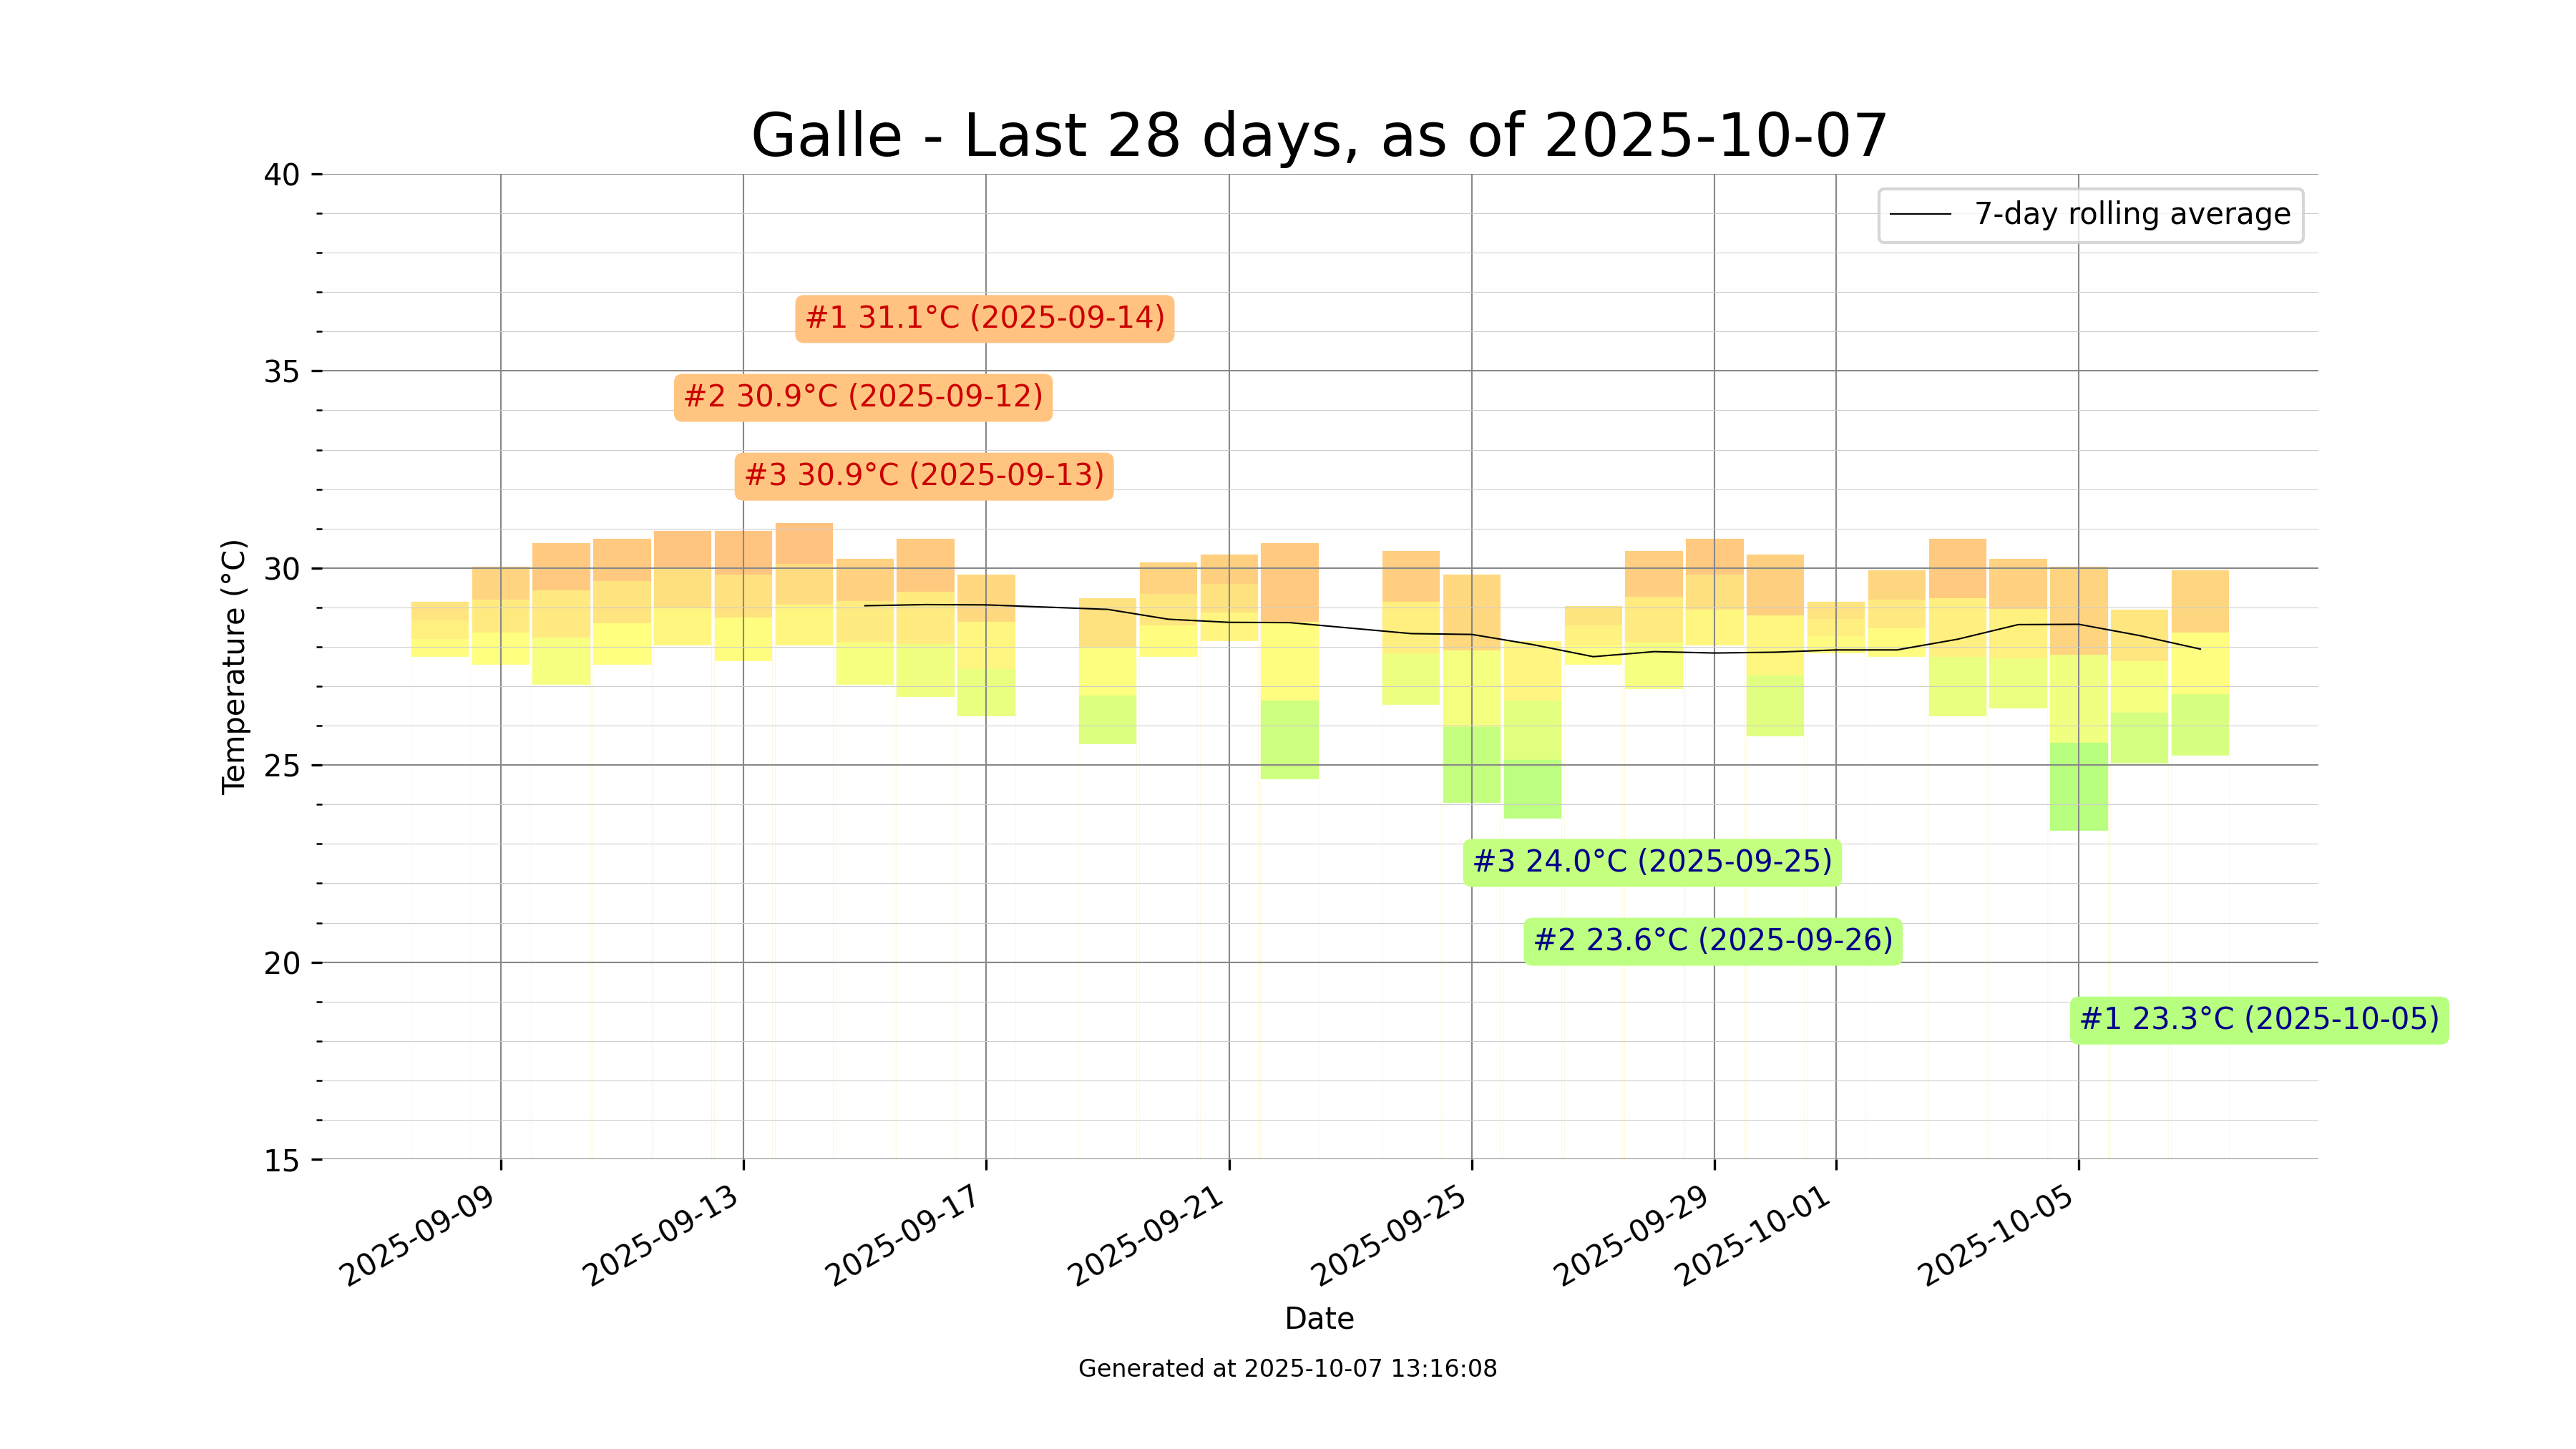 Galle - Last 28 days, as of 2025-10-07
40
35
30
25
20
15
Temperature (°C)
7-day rolling average
#1 31.1°C (2025-09-14)
#2 30.9°C (2025-09-12)
#3 30.9°C (2025-09-13)
#3 24.0°C (2025-09-25)
#2 23.6°C (2025-09-26)
#1 23.3°C (2025-10-05)
2025-09-09
2025-09-13
2025-09-17
2025-09-21
2025-09-25
2025-09-29
2025-10-01
2025-10-05
Date
Generated at 2025-10-07 13:16:08